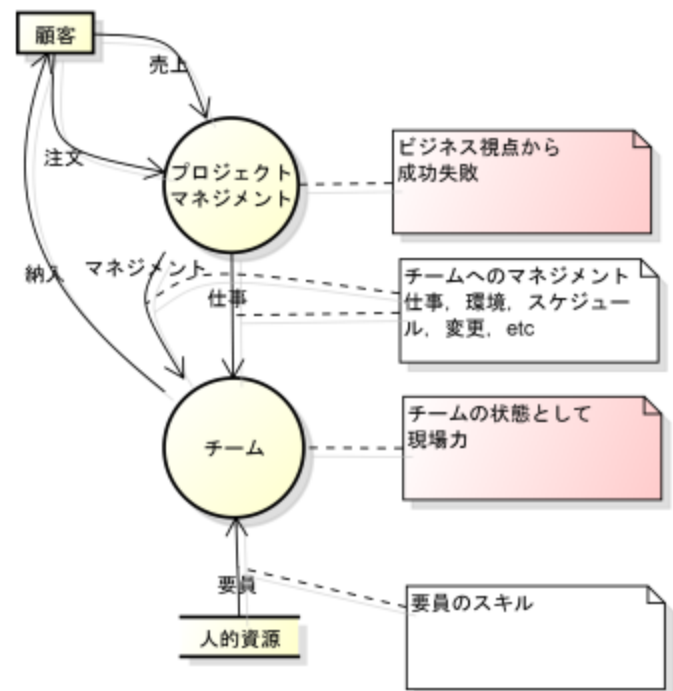 顧客
売上
注文
プロジェクト
マネジメント
ビジネス視点から
成功失敗
納入
マネジメント
仕事
チームへのマネジメント
仕事，環境，スケジュー
ル，変更，etc
チーム
チームの状態として
現場力
要員
要員のスキル
人的資源